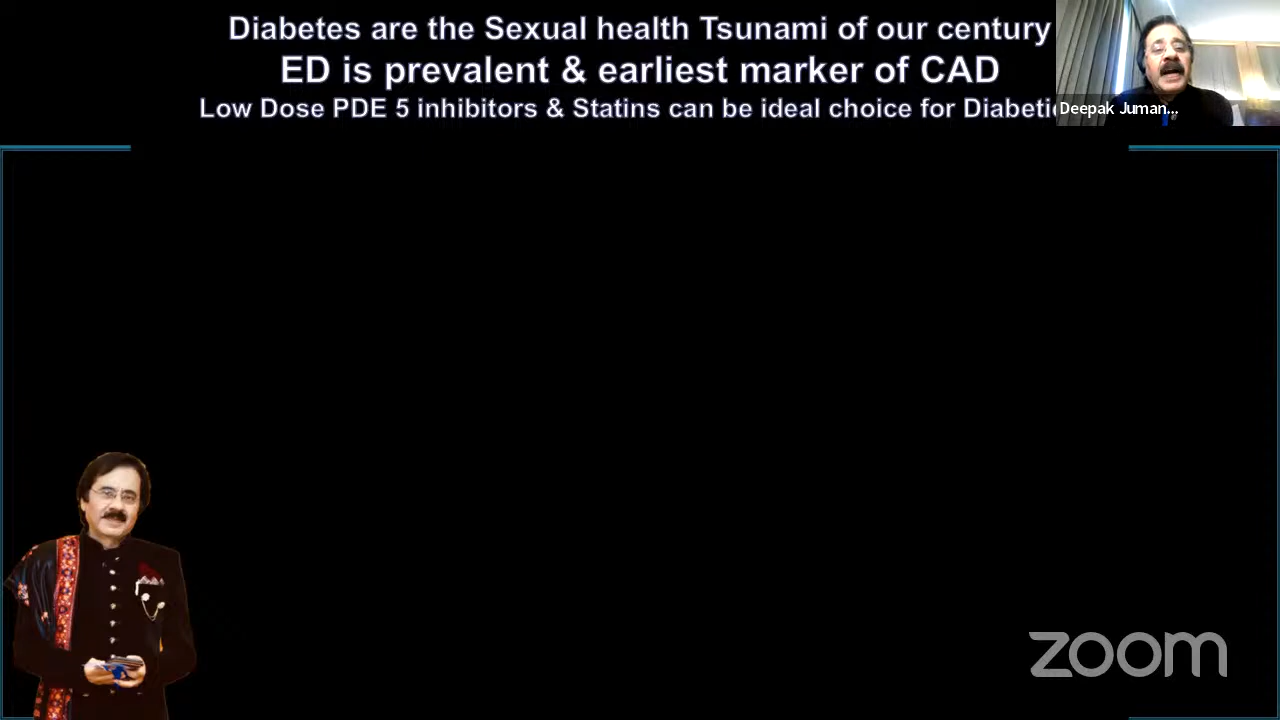 Diabetes are the Sexual health Tsunami of our century
ED is prevalent & earliest marker of CAD
Low Dose PDE 5 inhibitors & Statins can be ideal choice for
Deepak Juman...
zoom